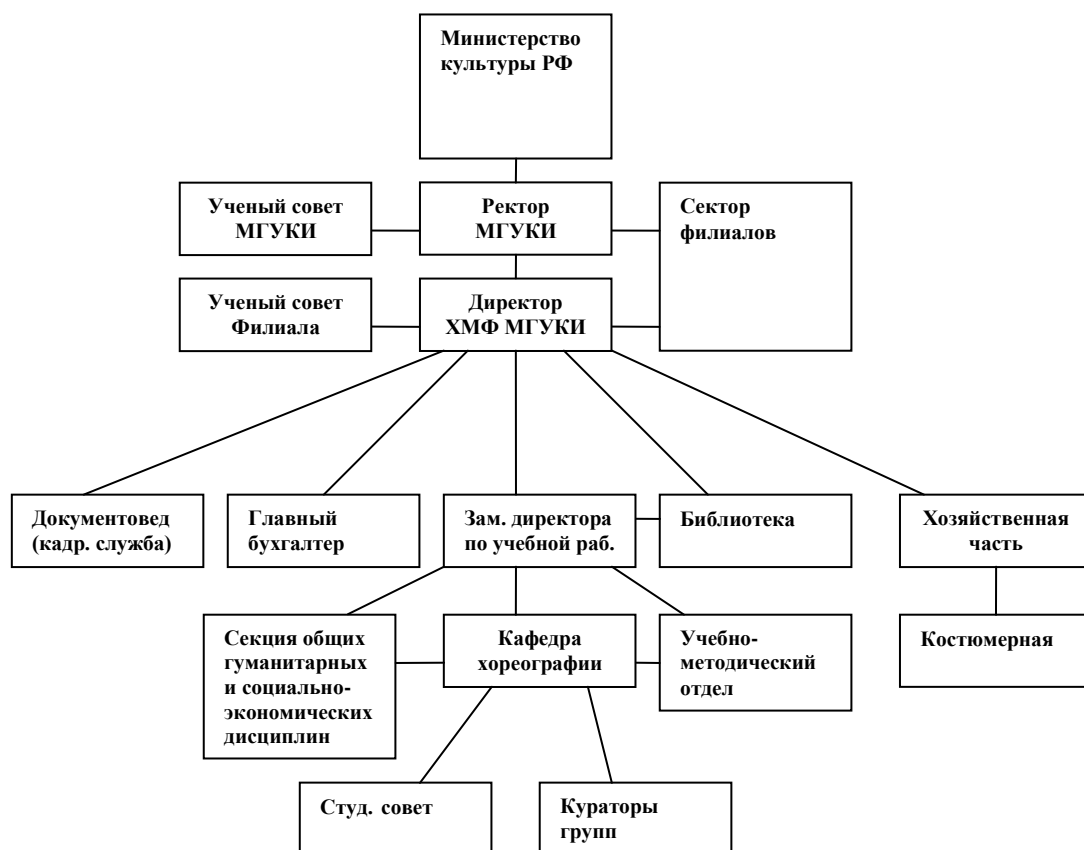 Министерство
культуры РФ
Ученый совет
МГУКИ
Ректор
МГУКИ
Сектор
филиалов
Ученый совет
Филиала
Директор
ХМФ МГУКИ
Документовед
(кадр. служба)
Главный
бухгалтер
Зам. директора
по учебной раб.
Библиотека
Хозяйственная
часть
Секция общих
гуманитарных
и социально-
экономических
дисциплин
Кафедра
хореографии
Учебно-
методический
отдел
Костюмерная
Студ. совет
Кураторы
групп